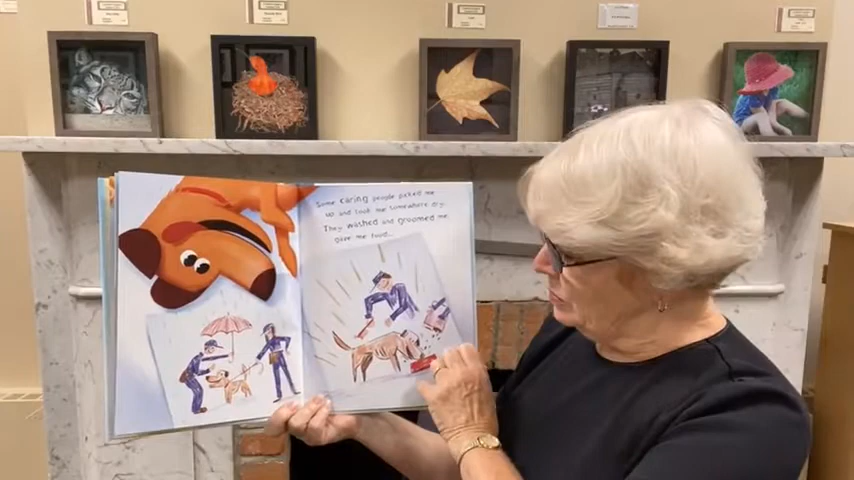 Some caring people picked me
up and took me somewhere dry.
They washed and groomed me,
gave me food...